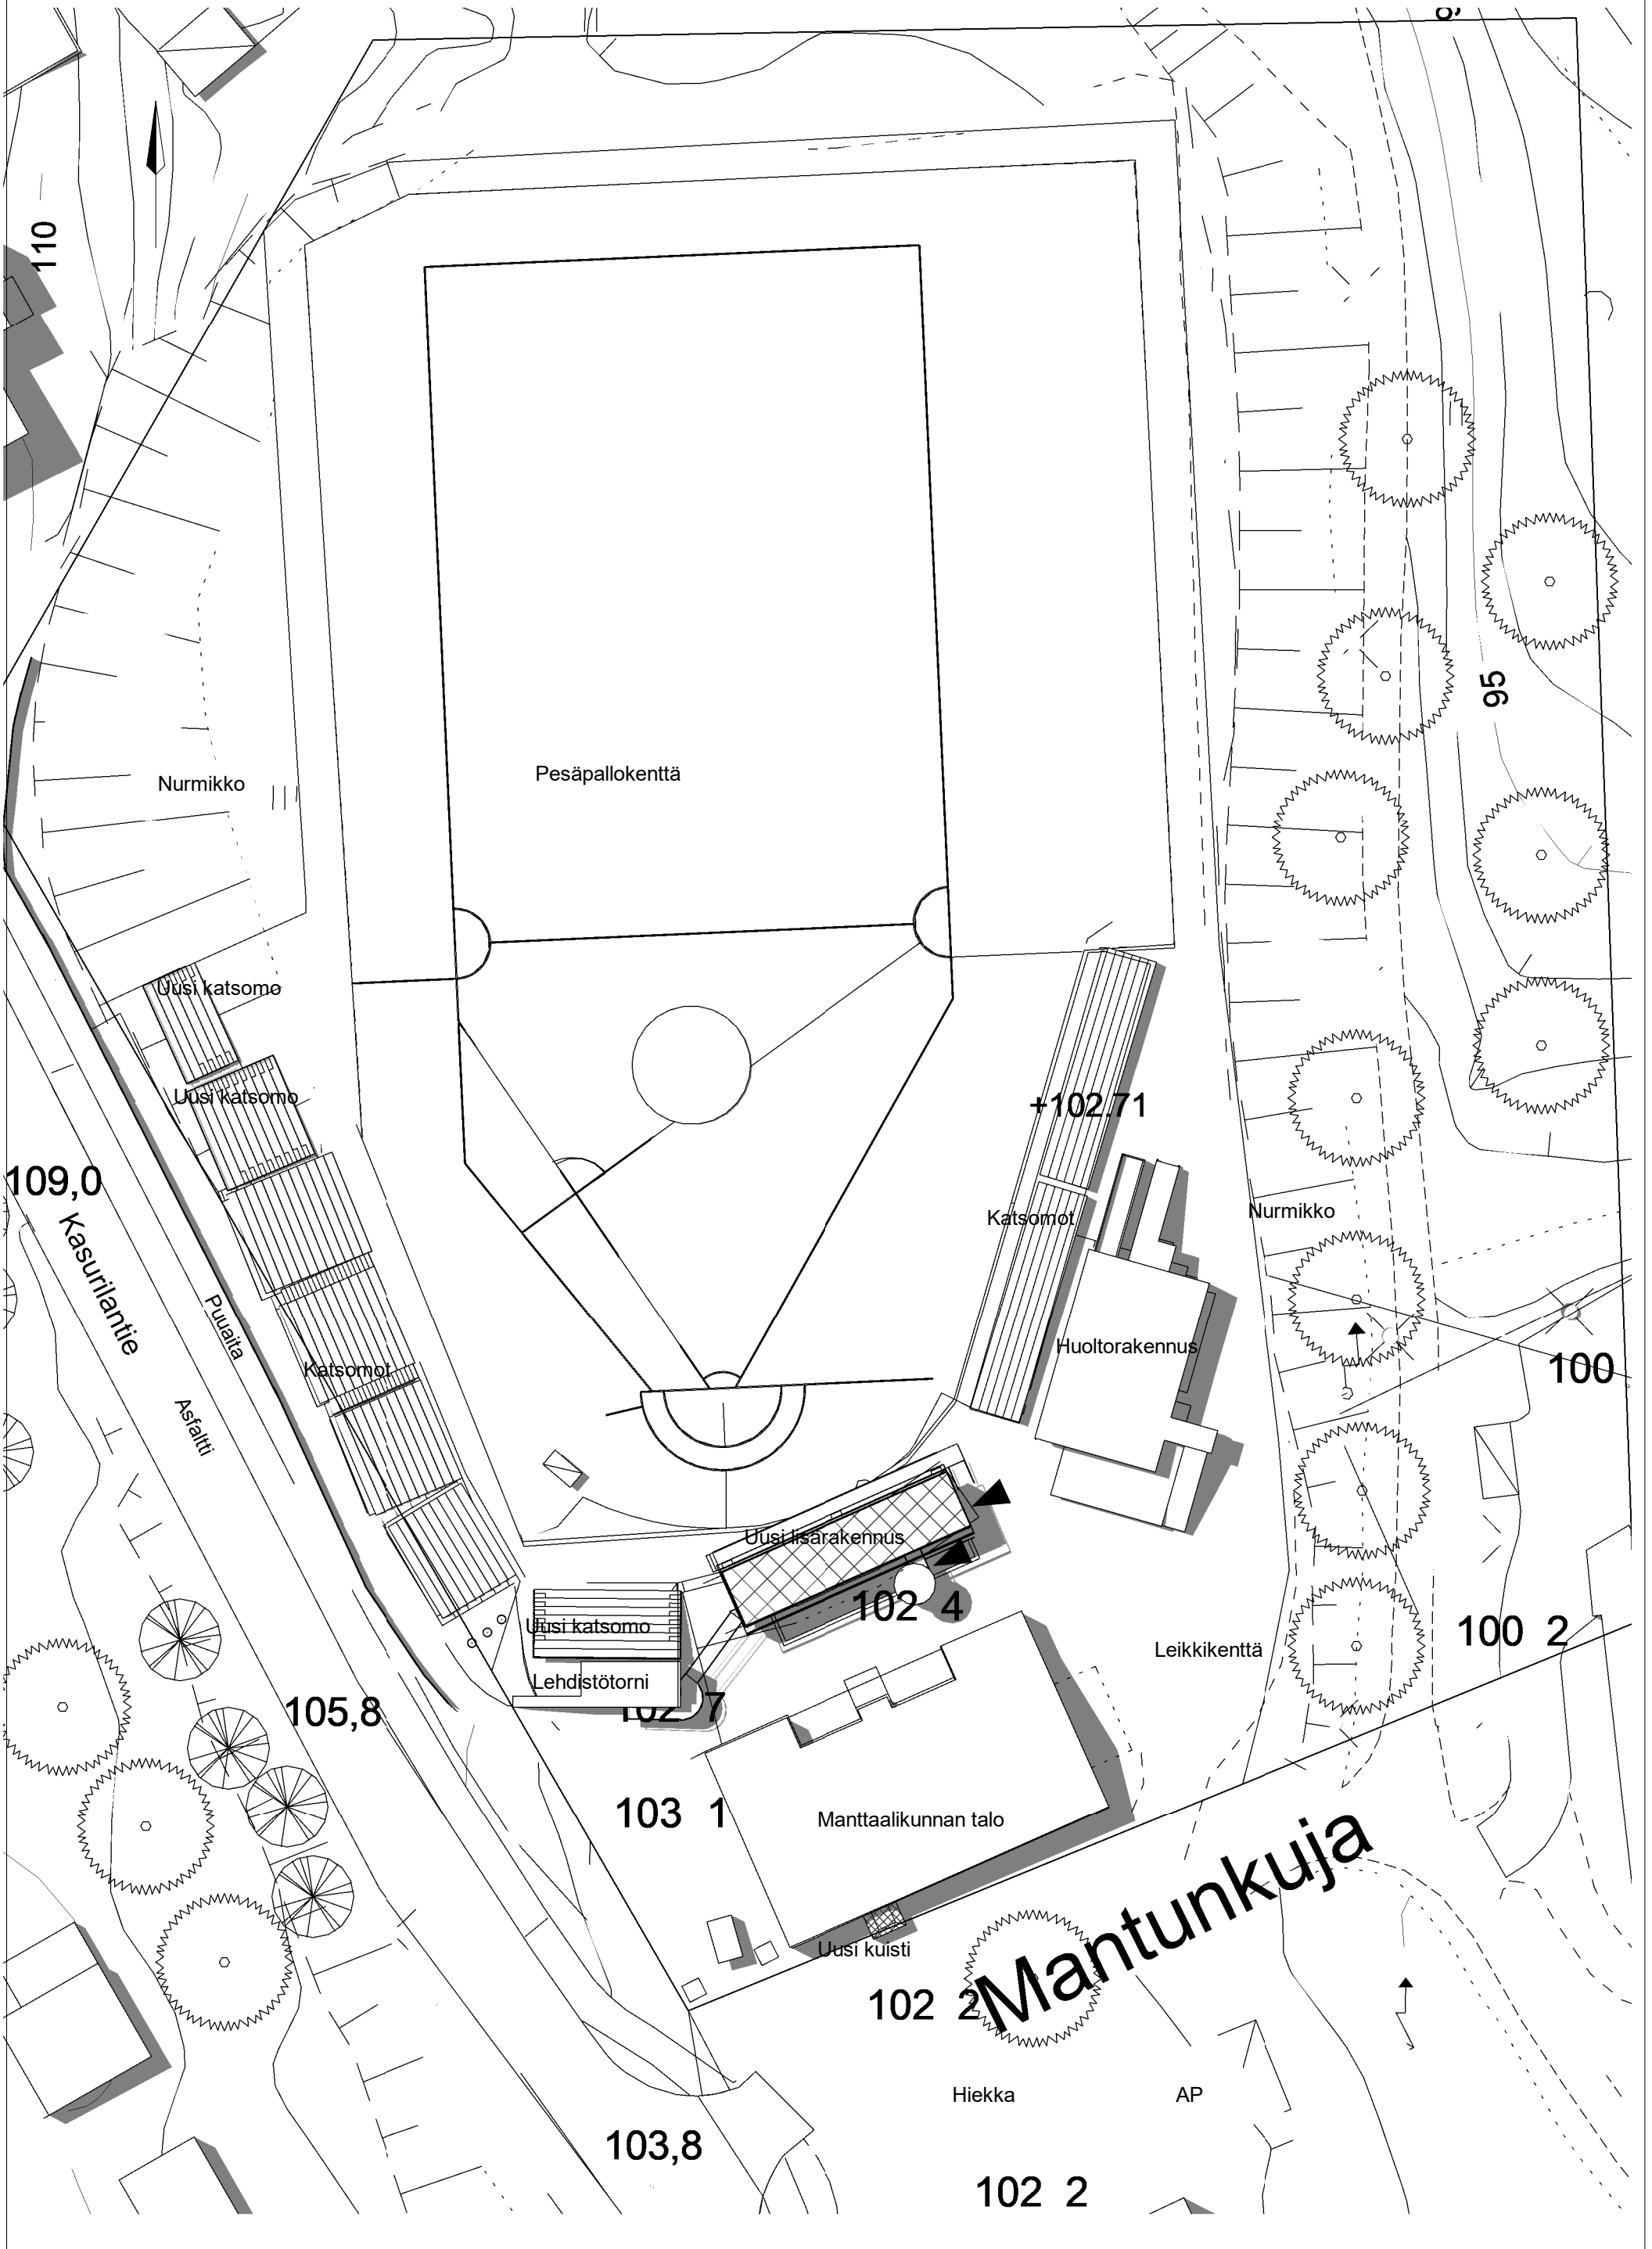 110
95
Nurmikko
Pesäpallokenttä
Uusi katsomo
Uusi katsomo
+102.71
109,0
Kasurilantie
Katsomot
Nurmikko
Puuaita
Huoltorakennus
Katsomot
100
Asfaltti
Uusi lisärakennus
102 4
Uusi katsomo
100 2
Leikkikenttä
Lehdistötorni
102 7
105,8
103 1
Manttaalikunnan talo
Mantunkuja
Uusi kuisti
102 2
Hiekka
AP
103,8
102 2